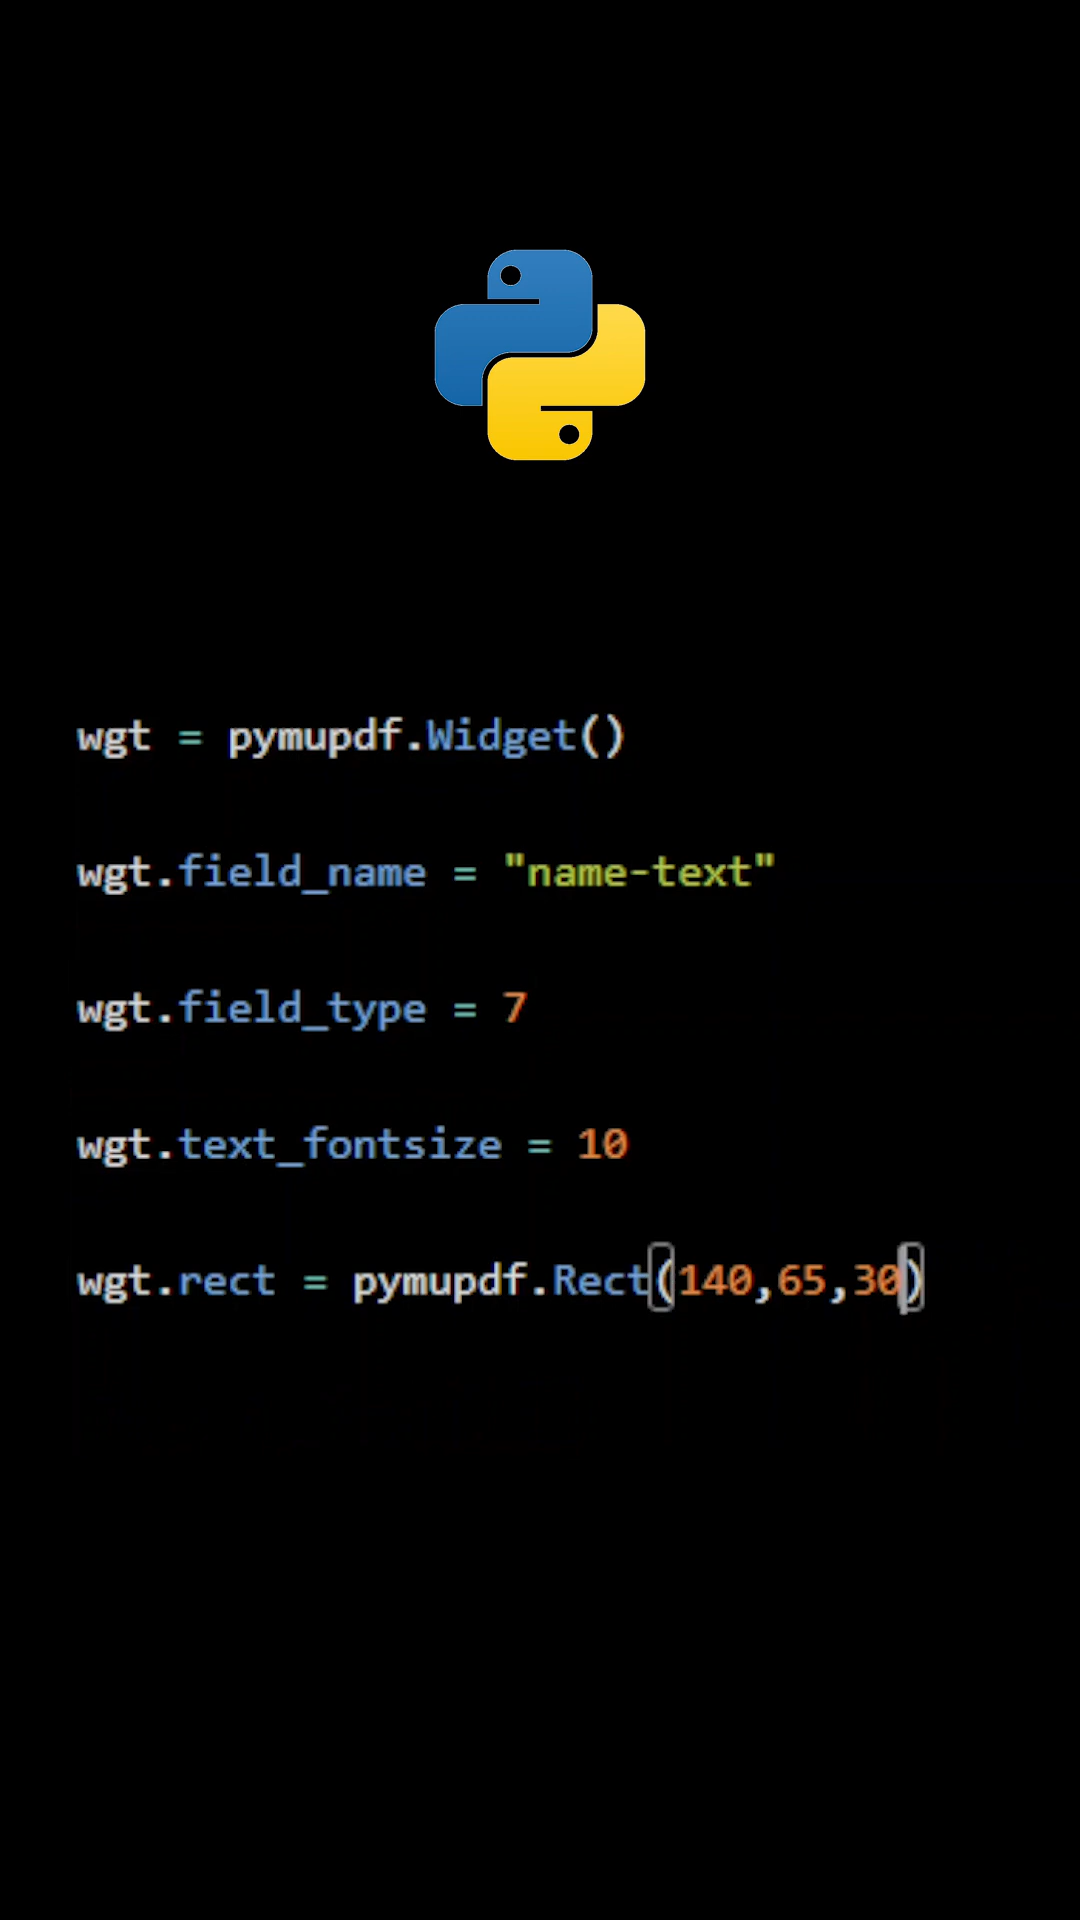 wgt = pymupdf.Widget()
wgt.field_name = "name-text"
wgt.field_type = 7
wgt.text_fontsize = 10
wgt.rect = pymupdf.Rect(140,65,30)